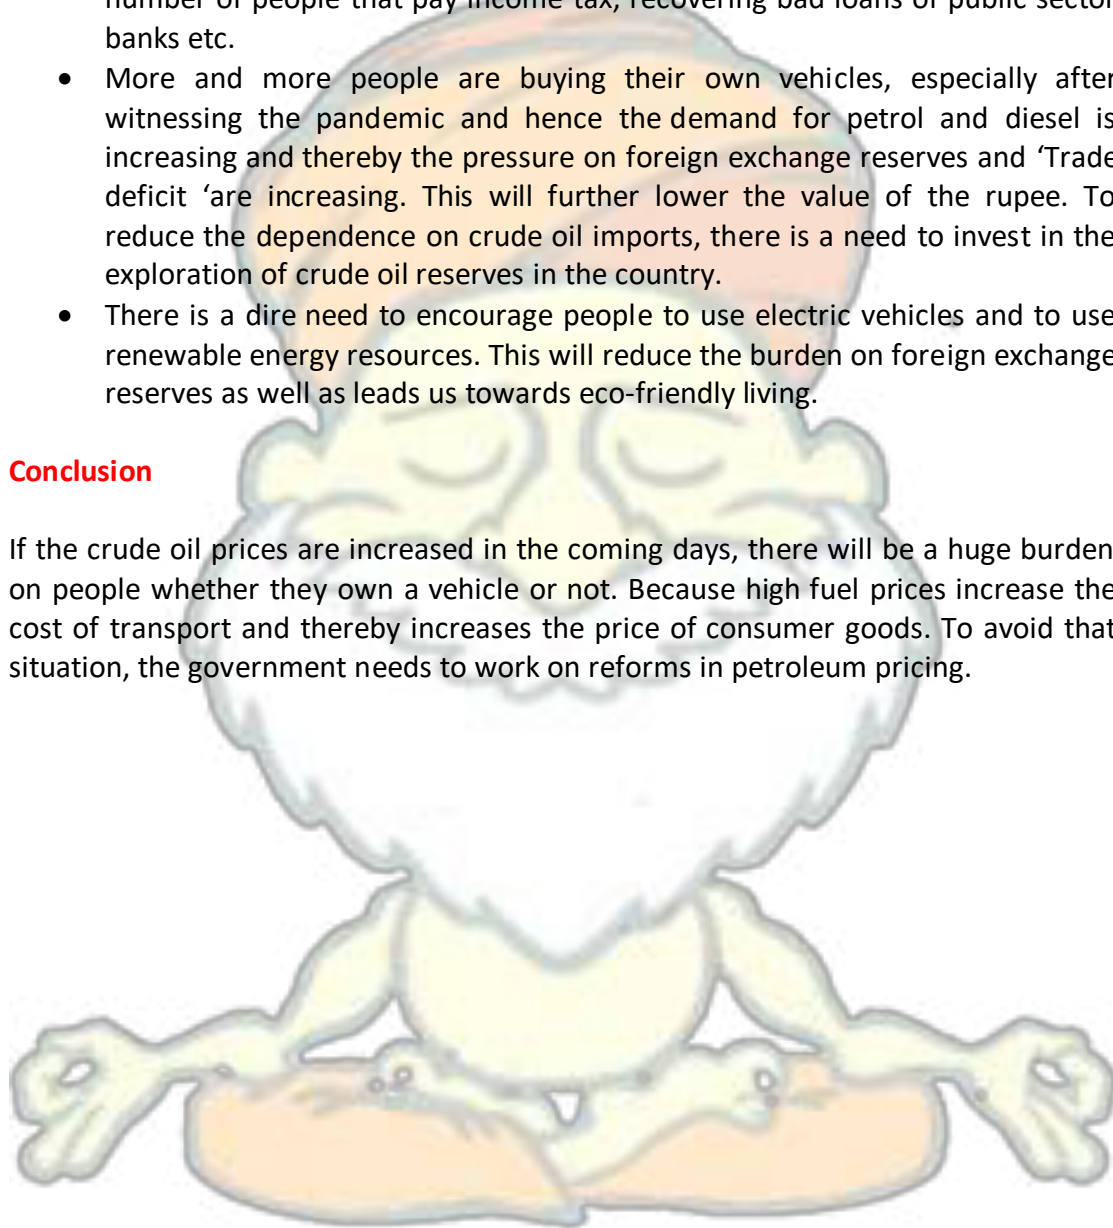 number of people that pay income tax, recovering bad loans of public sector
banks etc.
• More and more people are buying their own vehicles, especially after
witnessing the pandemic and hence the demand for petrol and diesel is
increasing and thereby the pressure on foreign exchange reserves and ‘Trade
deficit ‘are increasing. This will further lower the value of the rupee. To
reduce the dependence on crude oil imports, there is a need to invest in the
exploration of crude oil reserves in the country.
• There is a dire need to encourage people to use electric vehicles and to use
renewable energy resources. This will reduce the burden on foreign exchange
reserves as well as leads us towards eco-friendly living.
Conclusion
If the crude oil prices are increased in the coming days, there will be a huge burden
on people whether they own a vehicle or not. Because high fuel prices increase the
cost of transport and thereby increases the price of consumer goods. To avoid that
situation, the government needs to work on reforms in petroleum pricing.